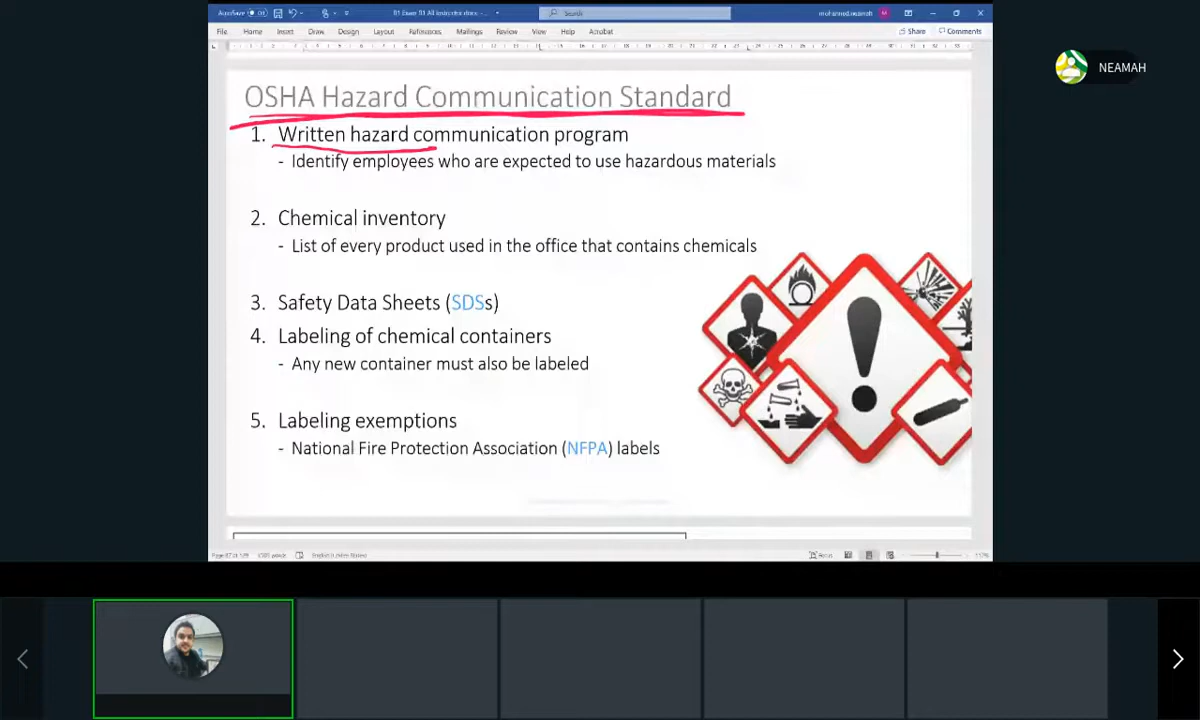 AutoSave
Search
File Home Insert Draw Design Layout References Mailings Review View Help Acrobat
Share Comments
NEAMAH
OSHA Hazard Communication Standard
1. Written hazard communication program
- Identify employees who are expected to use hazardous materials
2. Chemical inventory
- List of every product used in the office that contains chemicals
3. Safety Data Sheets (SDSs)
4. Labeling of chemical containers
- Any new container must also be labeled
5. Labeling exemptions
- National Fire Protection Association (NFPA) labels
Focus